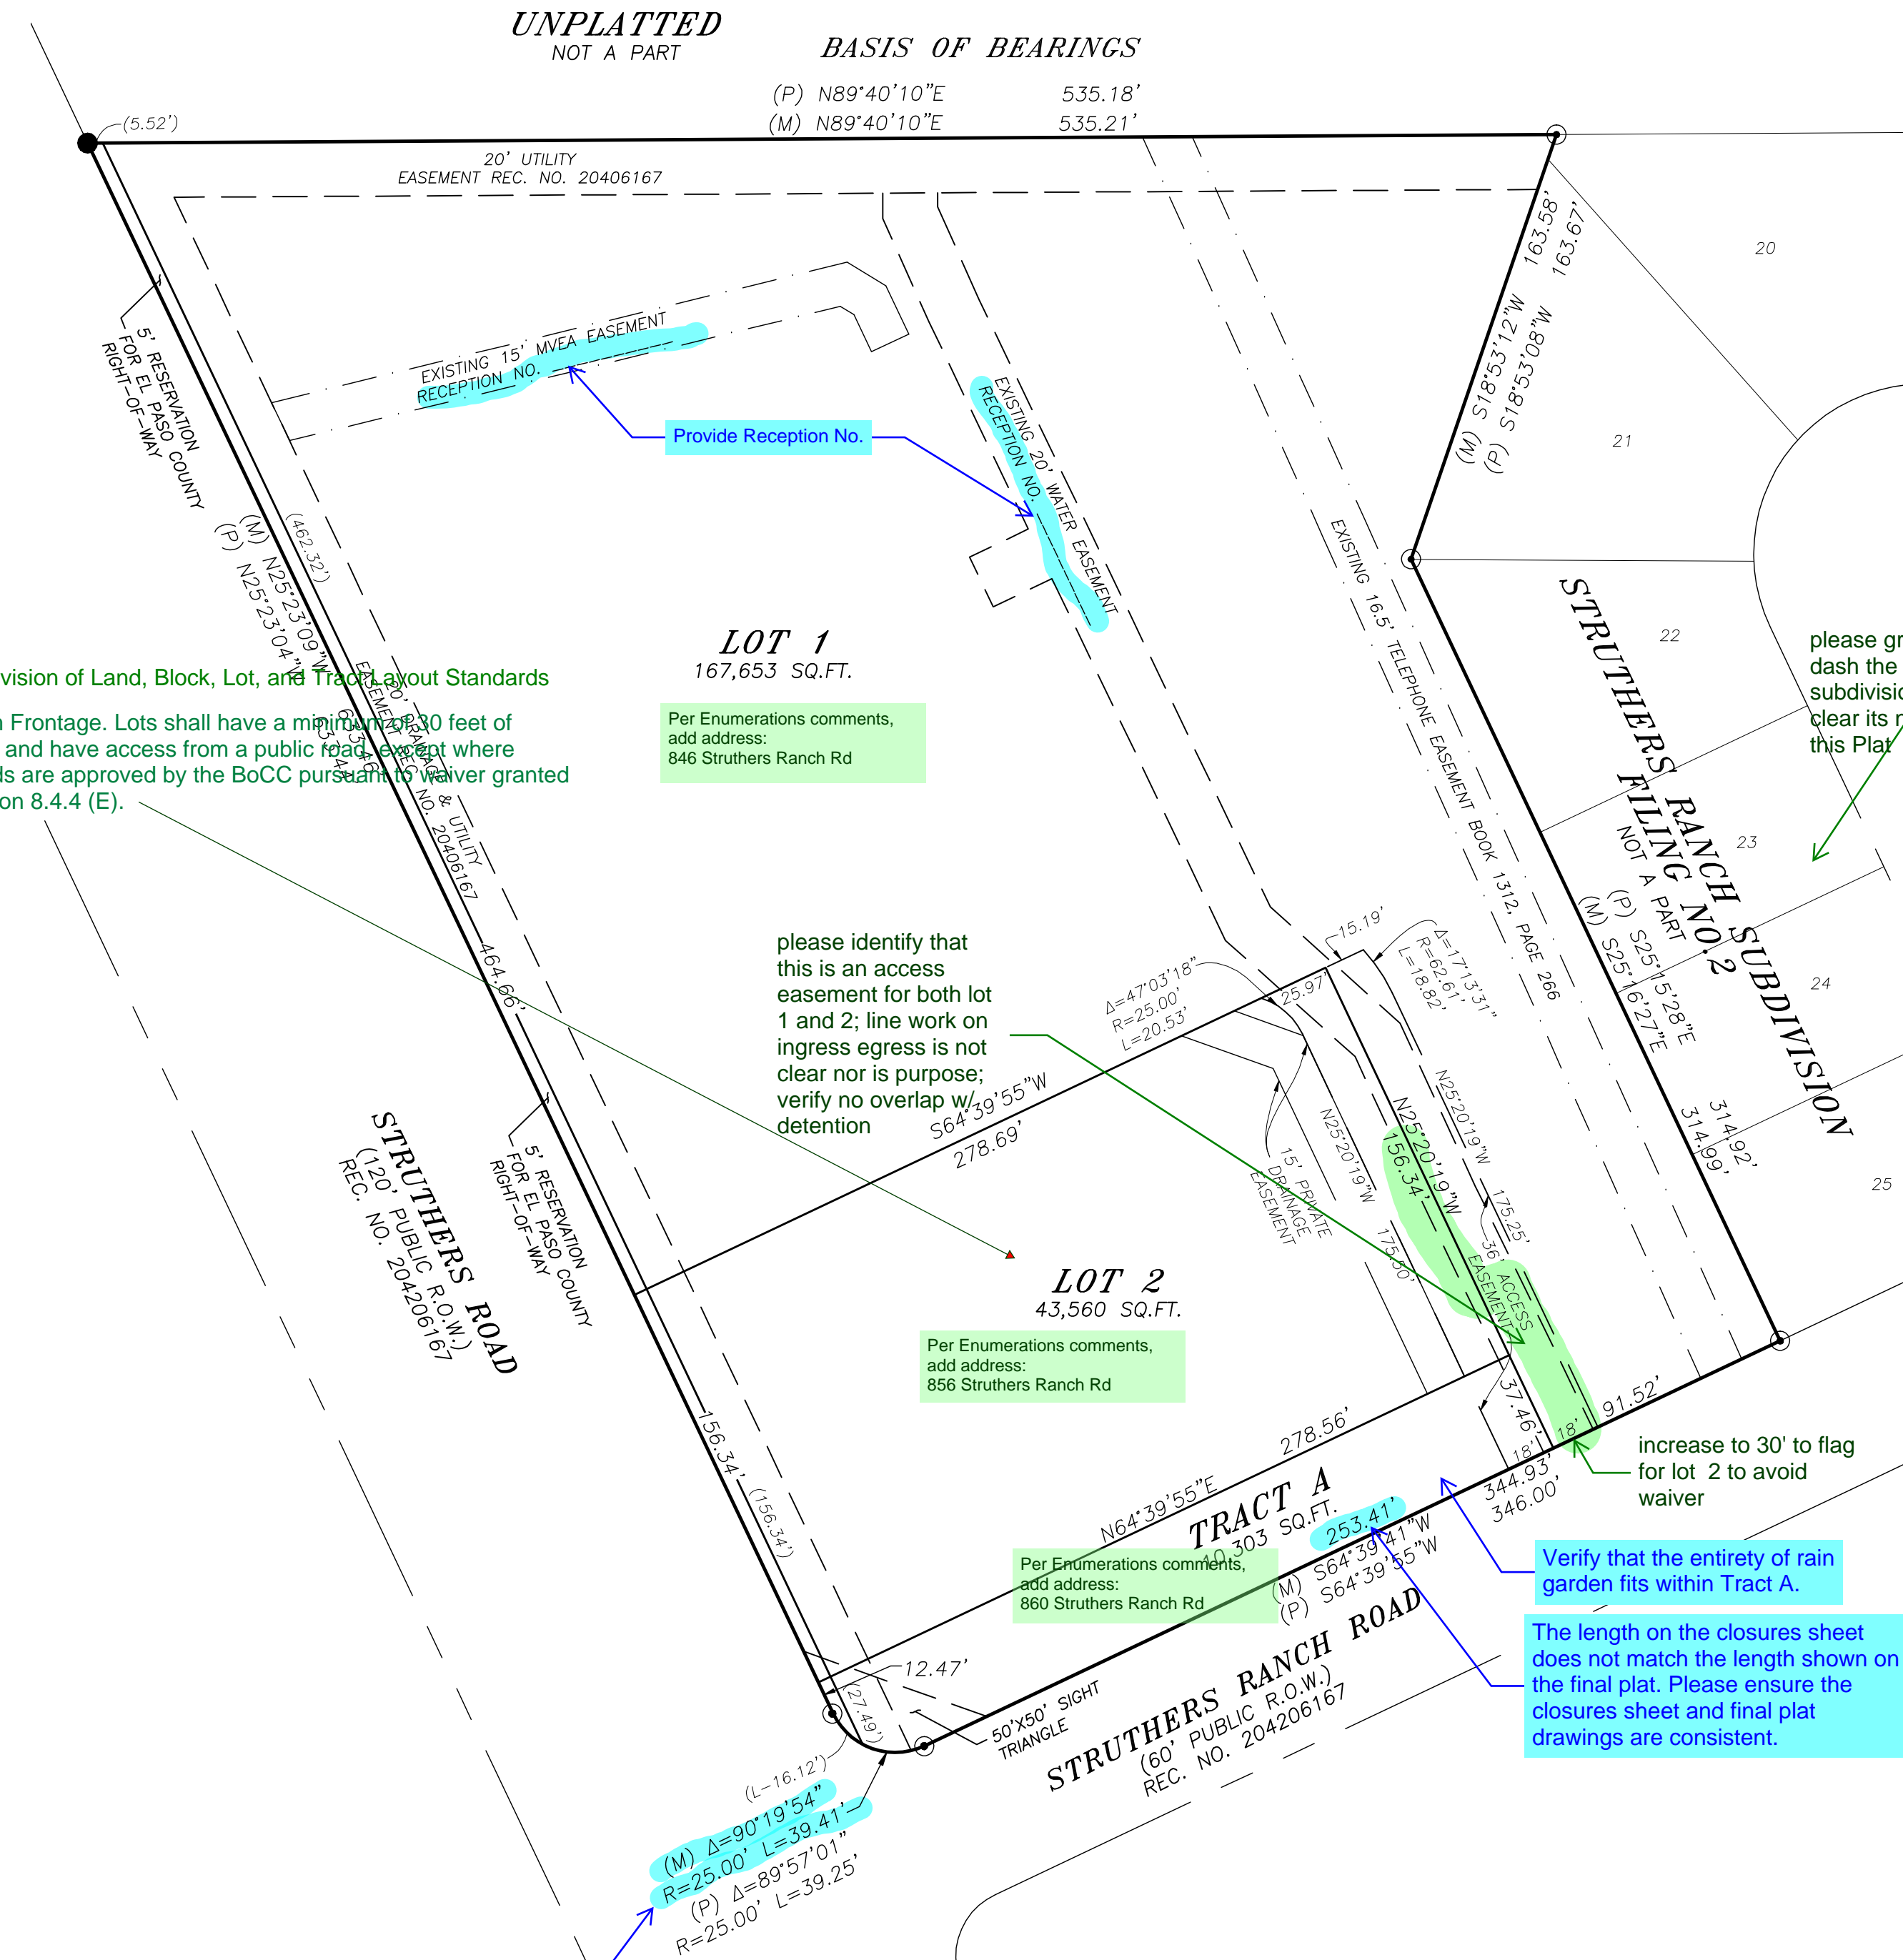 UNPLATTED
NOT A PART
BASIS OF BEARINGS
(P) N89°40'10"E 535.18'
(M) N89°40'10"E 535.21'
(5.52')
20' UTILITY
EASEMENT REC. NO. 20406167
(M) S18°53'12"W 163.58'
(P) S18°53'08"W 163.67'
20
21
22
23
24
25
5' RESERVATION
FOR EL PASO COUNTY
RIGHT-OF-WAY
EXISTING 15' MVEA EASEMENT
RECEPTION NO.
Provide Reception No.
EXISTING 20' WATER EASEMENT
RECEPTION NO.
EXISTING 16.5' TELEPHONE EASEMENT BOOK 1312, PAGE 266
(462.32')
(M) N25°23'09"W 633.46'
(P) N25°23'04"W 633.44'
20' DRAINAGE & UTILITY
EASEMENT REC. NO. 20406167
LOT 1
167,653 SQ.FT.
Per Enumerations comments,
add address:
846 Struthers Ranch Rd
vision of Land, Block, Lot, and Tract Layout Standards
n Frontage. Lots shall have a minimum of 30 feet of
and have access from a public road, except where
ds are approved by the BoCC pursuant to waiver granted
on 8.4.4 (E).
STRUTHERS RANCH SUBDIVISION
FILING NO.2
NOT A PART
(P) S25°15'28"E 314.92'
(M) S25°16'27"E 314.99'
please gr
dash the
subdivisio
clear its n
this Plat
464.66'
please identify that
this is an access
easement for both lot
1 and 2; line work on
ingress egress is not
clear nor is purpose;
verify no overlap w/
detention
15.19'
Δ=17°13'31"
R=62.61'
L=18.82'
Δ=47°03'18"
R=25.00'
L=20.53'
25.97'
S64°39'55"W
278.69'
15' PRIVATE
DRAINAGE
EASEMENT
N25°20'19"W 175.50'
N25°20'19"W
156.34'
N25°20'19"W 175.25'
36' ACCESS
EASEMENT
5' RESERVATION
FOR EL PASO COUNTY
RIGHT-OF-WAY
STRUTHERS ROAD
(120' PUBLIC R.O.W.)
REC. NO. 204206167
LOT 2
43,560 SQ.FT.
Per Enumerations comments,
add address:
856 Struthers Ranch Rd
156.34'
(156.34')
37.46'
18'
18'
91.52'
increase to 30' to flag
for lot 2 to avoid
waiver
N64°39'55"E 278.56'
TRACT A
10,303 SQ.FT.
253.41'
(M) S64°39'41"W 344.93'
(P) S64°39'55"W 346.00'
Per Enumerations comments,
add address:
860 Struthers Ranch Rd
Verify that the entirety of rain
garden fits within Tract A.
The length on the closures sheet
does not match the length shown on
the final plat. Please ensure the
closures sheet and final plat
drawings are consistent.
12.47'
(27.49')
50'X50' SIGHT
TRIANGLE
STRUTHERS RANCH ROAD
(60' PUBLIC R.O.W.)
REC. NO. 204206167
(L-16.12')
(M) Δ=90°19'54"
R=25.00' L=39.41'
(P) Δ=89°57'01"
R=25.00' L=39.25'